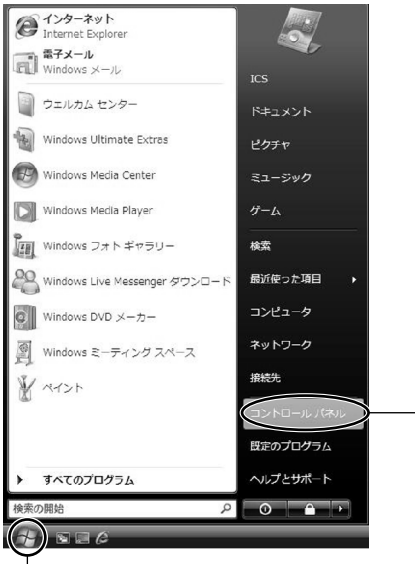 インターネット
Internet Explorer
電子メール
Windows メール
ウェルカム センター
Windows Ultimate Extras
Windows Media Center
Windows Media Player
Windows フォト ギャラリー
Windows Live Messenger ダウンロード
Windows DVD メーカー
Windows ミーティング スペース
ペイント
すべてのプログラム
検索の開始
ICS
ドキュメント
ピクチャ
ミュージック
ゲーム
検索
最近使った項目
コンピュータ
ネットワーク
接続先
コントロール パネル
既定のプログラム
ヘルプとサポート